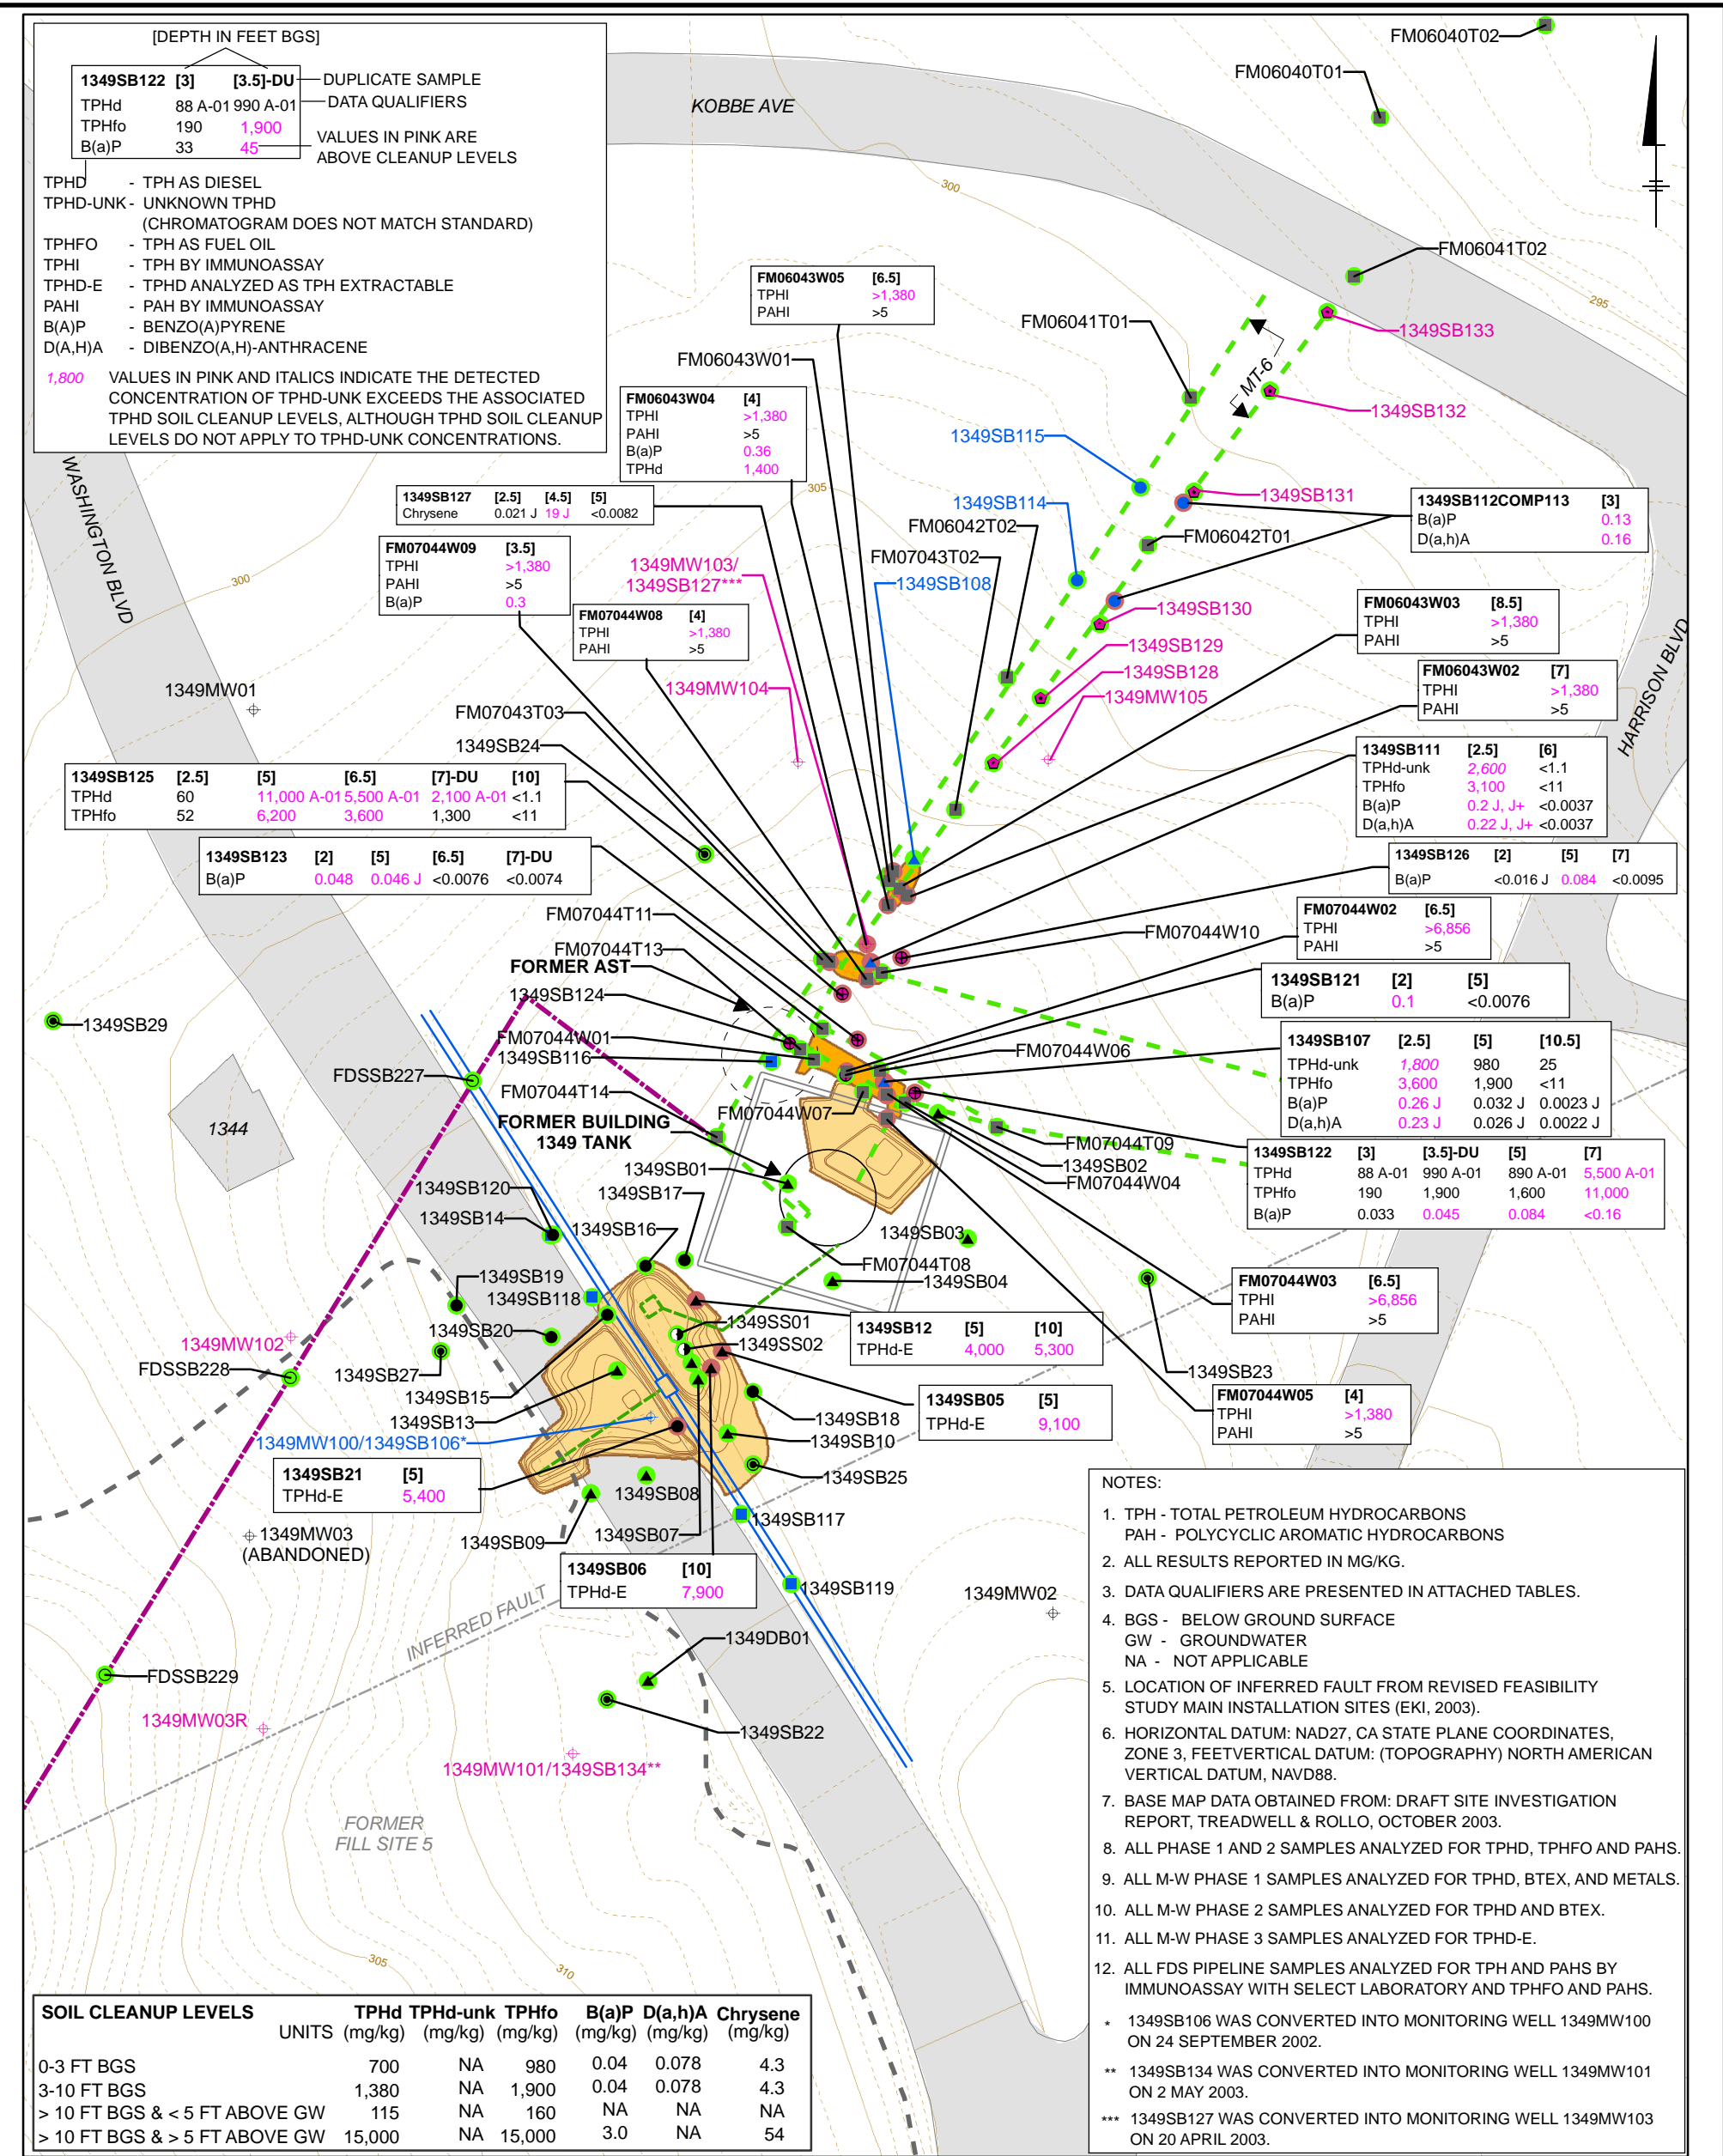 [DEPTH IN FEET BGS]
1349SB122 [3] [3.5]-DU
TPHd 88 A-01 990 A-01
TPHfo 190 1,900
B(a)P 33 45
DUPLICATE SAMPLE
DATA QUALIFIERS
VALUES IN PINK ARE
ABOVE CLEANUP LEVELS
TPHD - TPH AS DIESEL
TPHD-UNK - UNKNOWN TPHD
(CHROMATOGRAM DOES NOT MATCH STANDARD)
TPHFO - TPH AS FUEL OIL
TPHI - TPH BY IMMUNOASSAY
TPHD-E - TPHD ANALYZED AS TPH EXTRACTABLE
PAHI - PAH BY IMMUNOASSAY
B(A)P - BENZO(A)PYRENE
D(A,H)A - DIBENZO(A,H)-ANTHRACENE
1,800 VALUES IN PINK AND ITALICS INDICATE THE DETECTED
CONCENTRATION OF TPHD-UNK EXCEEDS THE ASSOCIATED
TPHD SOIL CLEANUP LEVELS, ALTHOUGH TPHD SOIL CLEANUP
LEVELS DO NOT APPLY TO TPHD-UNK CONCENTRATIONS.
KOBBE AVE
WASHINGTON BLVD
HARRISON BLVD
FM06040T02
FM06040T01
FM06041T02
300
295
305
300
FM06041T01
MT-6
1349SB133
1349SB132
1349SB131
1349SB115
1349SB114
FM06042T02
FM06042T01
FM07043T02
1349SB108
1349SB130
1349SB129
1349SB128
1349MW105
FM06043W05 [6.5]
TPHI >1,380
PAHI >5
FM06043W01
FM06043W04 [4]
TPHI >1,380
PAHI >5
B(a)P 0.36
TPHd 1,400
1349SB127 [2.5] [4.5] [5]
Chrysene 0.021 J 19 J <0.0082
FM07044W09 [3.5]
TPHI >1,380
PAHI >5
B(a)P 0.3
1349MW103/
1349SB127***
FM07044W08 [4]
TPHI >1,380
PAHI >5
1349MW104
1349SB112COMP113 [3]
B(a)P 0.13
D(a,h)A 0.16
FM06043W03 [8.5]
TPHI >1,380
PAHI >5
FM06043W02 [7]
TPHI >1,380
PAHI >5
1349MW01
FM07043T03
1349SB24
1349SB125 [2.5] [5] [6.5] [7]-DU [10]
TPHd 60 11,000 A-01 5,500 A-01 2,100 A-01 <1.1
TPHfo 52 6,200 3,600 1,300 <11
1349SB123 [2] [5] [6.5] [7]-DU
B(a)P 0.048 0.046 J <0.0076 <0.0074
1349SB111 [2.5] [6]
TPHd-unk 2,600 <1.1
TPHfo 3,100 <11
B(a)P 0.2 J, J+ <0.0037
D(a,h)A 0.22 J, J+ <0.0037
1349SB126 [2] [5] [7]
B(a)P <0.016 J 0.084 <0.0095
FM07044W02 [6.5]
TPHI >6,856
PAHI >5
FM07044W10
1349SB121 [2] [5]
B(a)P 0.1 <0.0076
1349SB107 [2.5] [5] [10.5]
TPHd-unk 1,800 980 25
TPHfo 3,600 1,900 <11
B(a)P 0.26 J 0.032 J 0.0023 J
D(a,h)A 0.23 J 0.026 J 0.0022 J
1349SB122 [3] [3.5]-DU [5] [7]
TPHd 88 A-01 990 A-01 890 A-01 5,500 A-01
TPHfo 190 1,900 1,600 11,000
B(a)P 0.033 0.045 0.084 <0.16
FM07044T11
FM07044T13
FORMER AST
1349SB124
FM07044W01
1349SB116
FM07044T14
FORMER BUILDING
1349 TANK
FM07044W06
FM07044W07
FM07044T09
1349SB02
FM07044W04
1349SB29
1344
FDSSB227
1349SB01
1349SB17
1349SB120
1349SB14
1349SB16
1349SB03
FM07044T08
1349SB04
FM07044W03 [6.5]
TPHI >6,856
PAHI >5
1349SB23
FM07044W05 [4]
TPHI >1,380
PAHI >5
1349SB19
1349SB118
1349SB20
1349MW102
FDSSB228
1349SB27
1349SB15
1349SB13
1349MW100/1349SB106*
1349SS01
1349SS02
1349SB12 [5] [10]
TPHd-E 4,000 5,300
1349SB05 [5]
TPHd-E 9,100
1349SB18
1349SB10
1349SB25
1349SB21 [5]
TPHd-E 5,400
1349SB08
1349SB09
1349SB07
1349SB117
1349SB06 [10]
TPHd-E 7,900
1349SB119
1349MW03
(ABANDONED)
INFERRED FAULT
1349MW02
1349DB01
FDSSB229
1349MW03R
1349SB22
1349MW101/1349SB134**
FORMER
FILL SITE 5
305
310
NOTES:
1. TPH - TOTAL PETROLEUM HYDROCARBONS
PAH - POLYCYCLIC AROMATIC HYDROCARBONS
2. ALL RESULTS REPORTED IN MG/KG.
3. DATA QUALIFIERS ARE PRESENTED IN ATTACHED TABLES.
4. BGS - BELOW GROUND SURFACE
GW - GROUNDWATER
NA - NOT APPLICABLE
5. LOCATION OF INFERRED FAULT FROM REVISED FEASIBILITY
STUDY MAIN INSTALLATION SITES (EKI, 2003).
6. HORIZONTAL DATUM: NAD27, CA STATE PLANE COORDINATES,
ZONE 3, FEETVERTICAL DATUM: (TOPOGRAPHY) NORTH AMERICAN
VERTICAL DATUM, NAVD88.
7. BASE MAP DATA OBTAINED FROM: DRAFT SITE INVESTIGATION
REPORT, TREADWELL & ROLLO, OCTOBER 2003.
8. ALL PHASE 1 AND 2 SAMPLES ANALYZED FOR TPHD, TPHFO AND PAHS.
9. ALL M-W PHASE 1 SAMPLES ANALYZED FOR TPHD, BTEX, AND METALS.
10. ALL M-W PHASE 2 SAMPLES ANALYZED FOR TPHD AND BTEX.
11. ALL M-W PHASE 3 SAMPLES ANALYZED FOR TPHD-E.
12. ALL FDS PIPELINE SAMPLES ANALYZED FOR TPH AND PAHS BY
IMMUNOASSAY WITH SELECT LABORATORY AND TPHFO AND PAHS.
* 1349SB106 WAS CONVERTED INTO MONITORING WELL 1349MW100
ON 24 SEPTEMBER 2002.
** 1349SB134 WAS CONVERTED INTO MONITORING WELL 1349MW101
ON 2 MAY 2003.
*** 1349SB127 WAS CONVERTED INTO MONITORING WELL 1349MW103
ON 20 APRIL 2003.
SOIL CLEANUP LEVELS TPHd TPHd-unk TPHfo B(a)P D(a,h)A Chrysene
UNITS (mg/kg) (mg/kg) (mg/kg) (mg/kg) (mg/kg) (mg/kg)
0-3 FT BGS 700 NA 980 0.04 0.078 4.3
3-10 FT BGS 1,380 NA 1,900 0.04 0.078 4.3
> 10 FT BGS & < 5 FT ABOVE GW 115 NA 160 NA NA NA
> 10 FT BGS & > 5 FT ABOVE GW 15,000 NA 15,000 3.0 NA 54